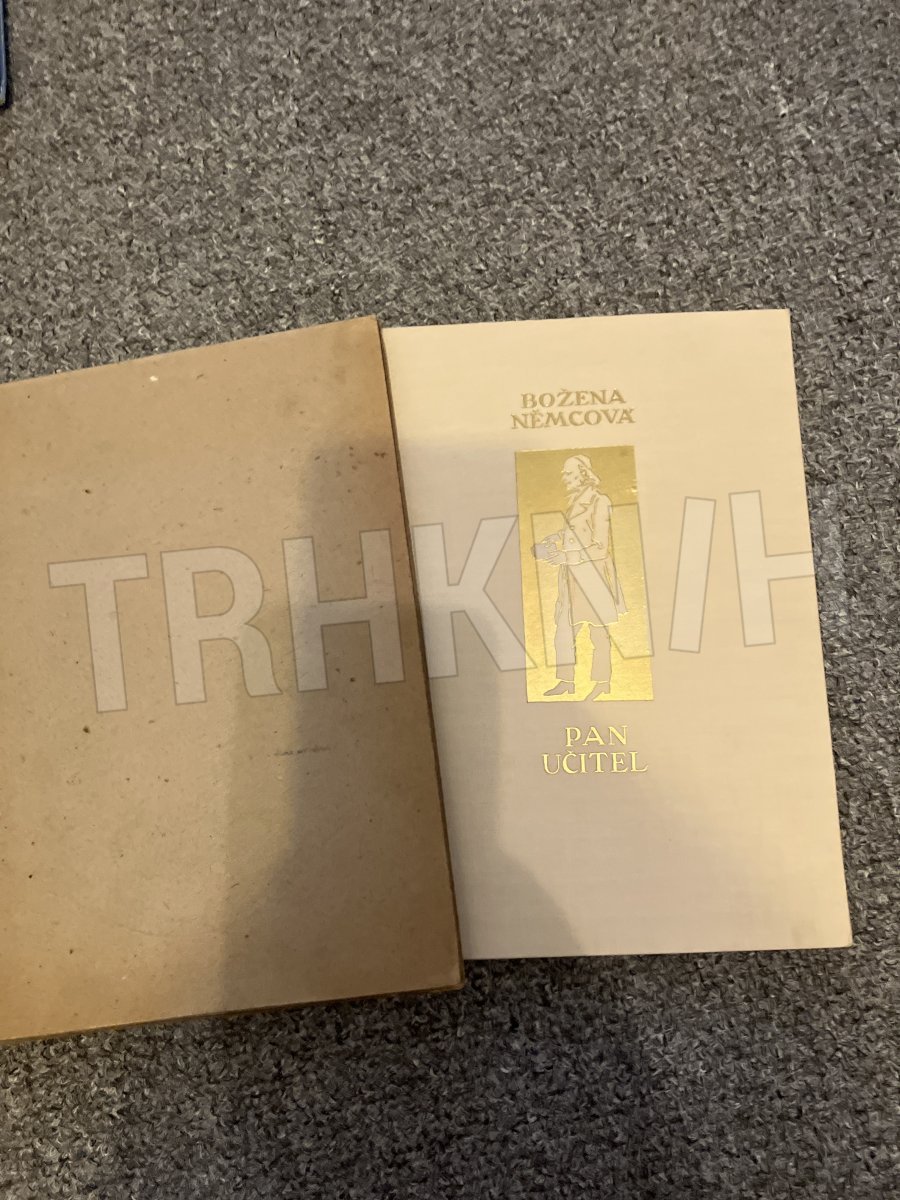 BOŽENA
NĚMCOVÁ
TRHKNIH
PAN
UČITEL